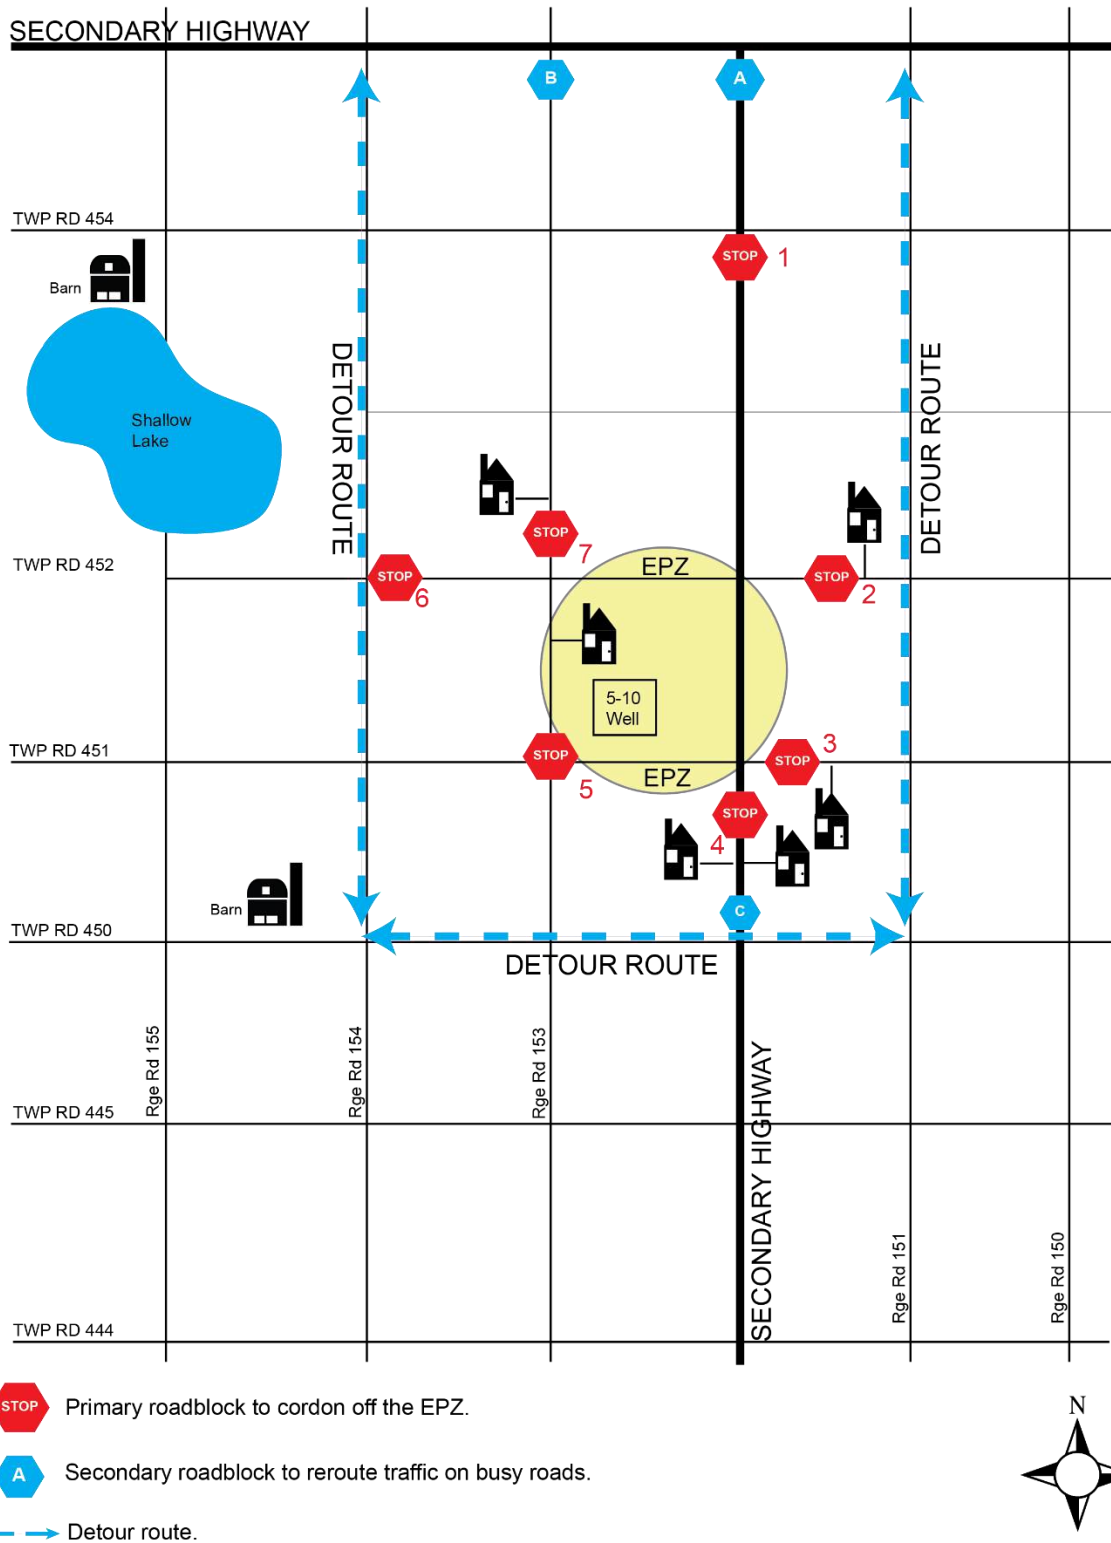 SECONDARY HIGHWAY
B
A
TWP RD 454
STOP 1
Barn
DETOUR ROUTE
DETOUR ROUTE
Shallow
Lake
STOP
7
TWP RD 452
EPZ
STOP
6
STOP
2
5-10
Well
TWP RD 451
STOP
5
EPZ
STOP
3
STOP
4
Barn
C
TWP RD 450
DETOUR ROUTE
Rge Rd 155
Rge Rd 154
Rge Rd 153
SECONDARY HIGHWAY
TWP RD 445
Rge Rd 151
Rge Rd 150
TWP RD 444
STOP Primary roadblock to cordon off the EPZ.
N
A Secondary roadblock to reroute traffic on busy roads.
Detour route.